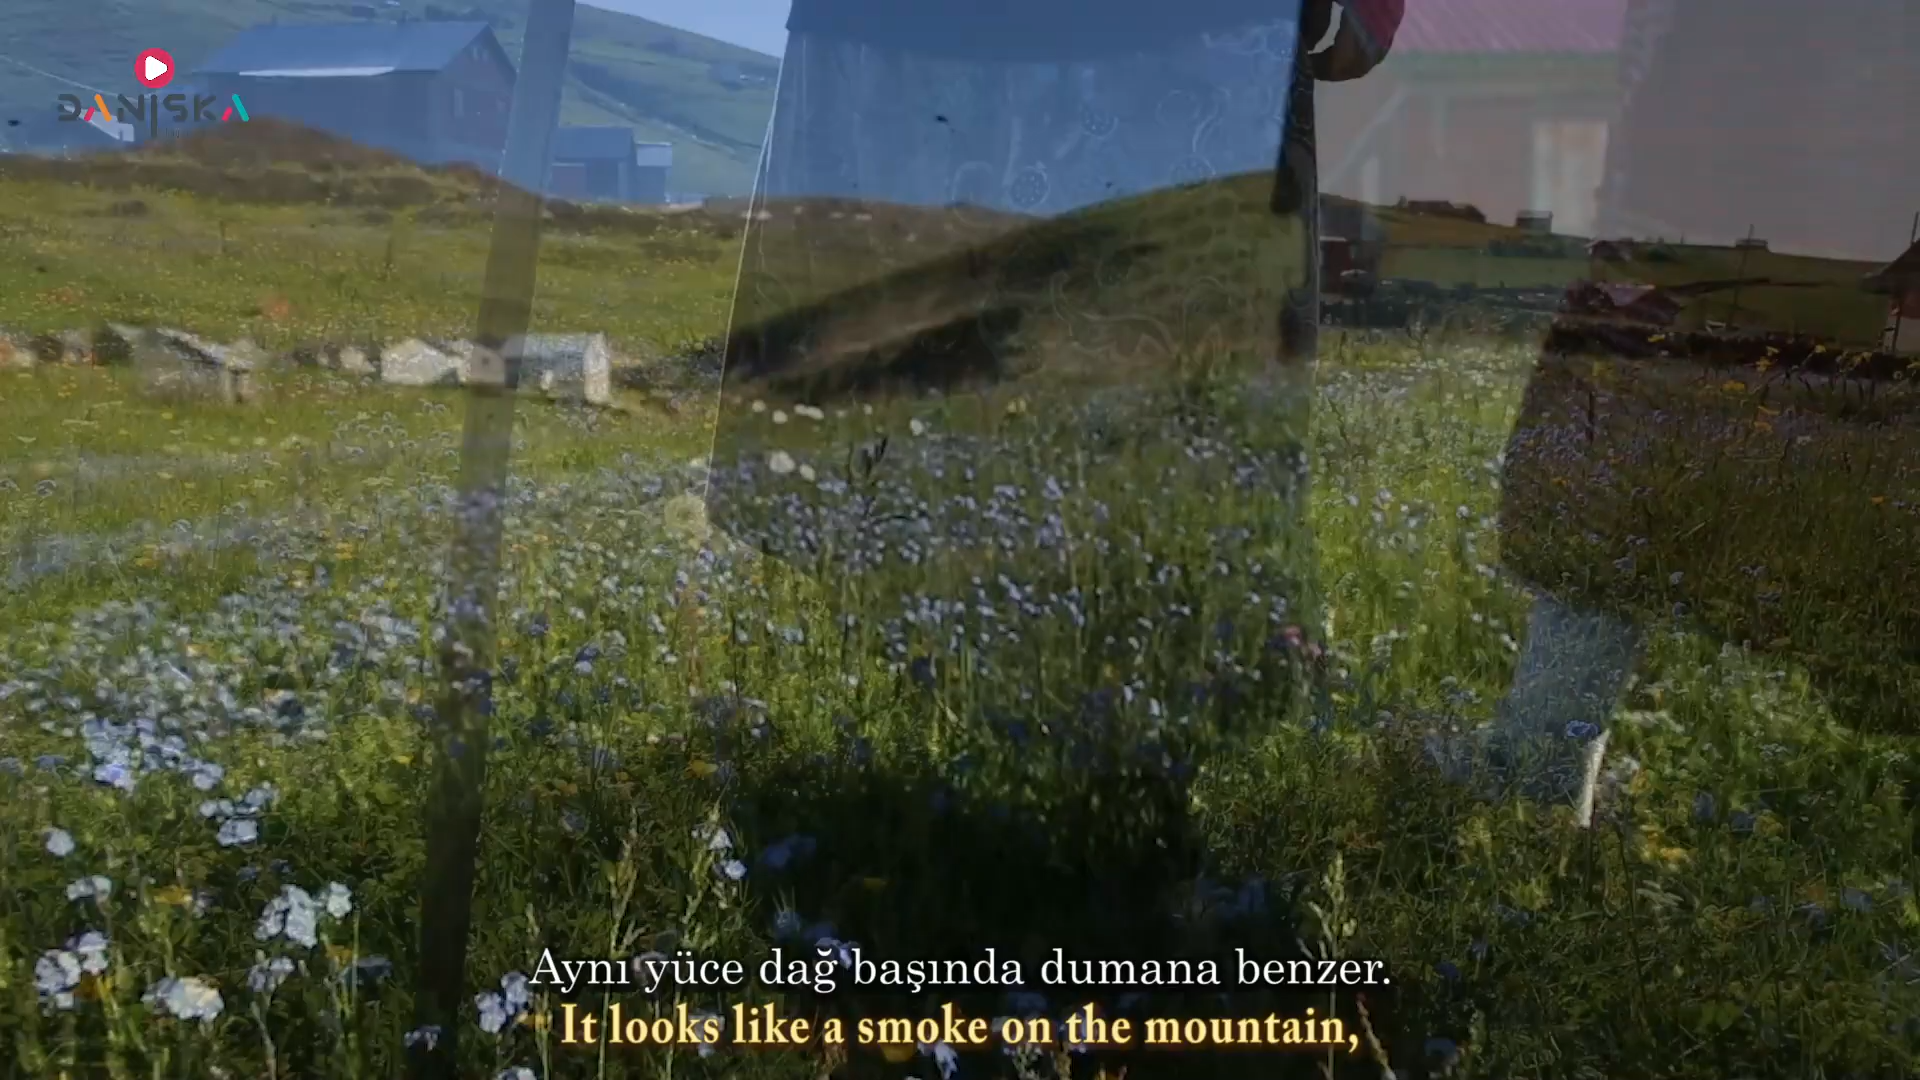 DANISKA
Aynı yüce dağ başında dumana benzer.
It looks like a smoke on the mountain,